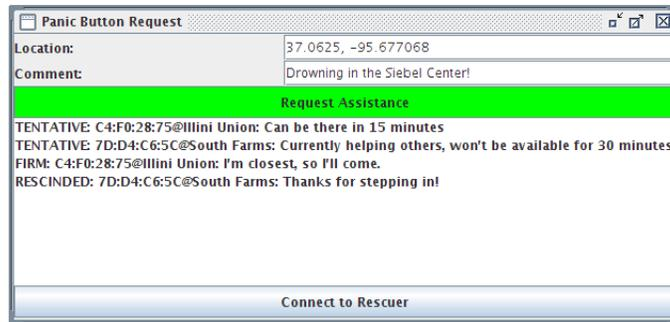 Panic Button Request
Location: 37.0625, -95.677068
Comment: Drowning in the Siebel Center!
Request Assistance
TENTATIVE: C4:F0:28:75@Illini Union: Can be there in 15 minutes
TENTATIVE: 7D:D4:C6:5C@South Farms: Currently helping others, won't be available for 30 minutes
FIRM: C4:F0:28:75@Illini Union: I'm closest, so I'll come.
RESCINDED: 7D:D4:C6:5C@South Farms: Thanks for stepping in!
Connect to Rescuer